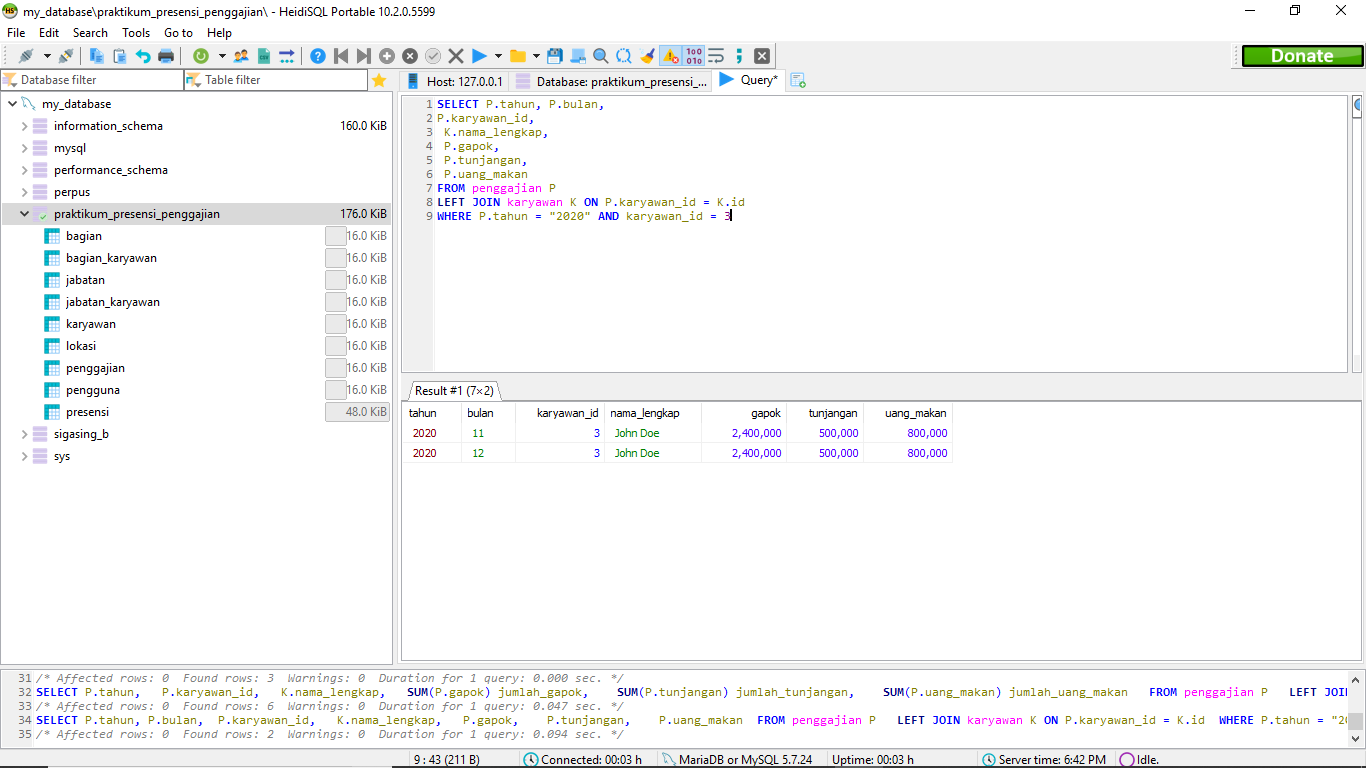 my_database\praktikum_presensi_penggajian\ - HeidiSQL Portable 10.2.0.5599
File Edit Search Tools Go to Help
Donate
Database filter
Table filter
Host: 127.0.0.1
Database: praktikum_presensi_...
Query*
my_database
information_schema 160.0 KiB
mysql
performance_schema
perpus
praktikum_presensi_penggajian 176.0 KiB
bagian 16.0 KiB
bagian_karyawan 16.0 KiB
jabatan 16.0 KiB
jabatan_karyawan 16.0 KiB
karyawan 16.0 KiB
lokasi 16.0 KiB
penggajian 16.0 KiB
pengguna 16.0 KiB
presensi 48.0 KiB
sigasing_b
sys
1 SELECT P.tahun, P.bulan,
2 P.karyawan_id,
3 K.nama_lengkap,
4 P.gapok,
5 P.tunjangan,
6 P.uang_makan
7 FROM penggajian P
8 LEFT JOIN karyawan K ON P.karyawan_id = K.id
9 WHERE P.tahun = "2020" AND karyawan_id = 3
Result #1 (7×2)
tahun bulan karyawan_id nama_lengkap gapok tunjangan uang_makan
2020 11 3 John Doe 2,400,000 500,000 800,000
2020 12 3 John Doe 2,400,000 500,000 800,000
31 /* Affected rows: 0 Found rows: 3 Warnings: 0 Duration for 1 query: 0.000 sec. */
32 SELECT P.tahun, P.karyawan_id, K.nama_lengkap, SUM(P.gapok) jumlah_gapok, SUM(P.tunjangan) jumlah_tunjangan, SUM(P.uang_makan) jumlah_uang_makan FROM penggajian P LEFT JOI
33 /* Affected rows: 0 Found rows: 6 Warnings: 0 Duration for 1 query: 0.047 sec. */
34 SELECT P.tahun, P.bulan, P.karyawan_id, K.nama_lengkap, P.gapok, P.tunjangan, P.uang_makan FROM penggajian P LEFT JOIN karyawan K ON P.karyawan_id = K.id WHERE P.tahun = "20
35 /* Affected rows: 0 Found rows: 2 Warnings: 0 Duration for 1 query: 0.094 sec. */
9 : 43 (211 B) Connected: 00:03 h MariaDB or MySQL 5.7.24 Uptime: 00:03 h Server time: 6:42 PM Idle.